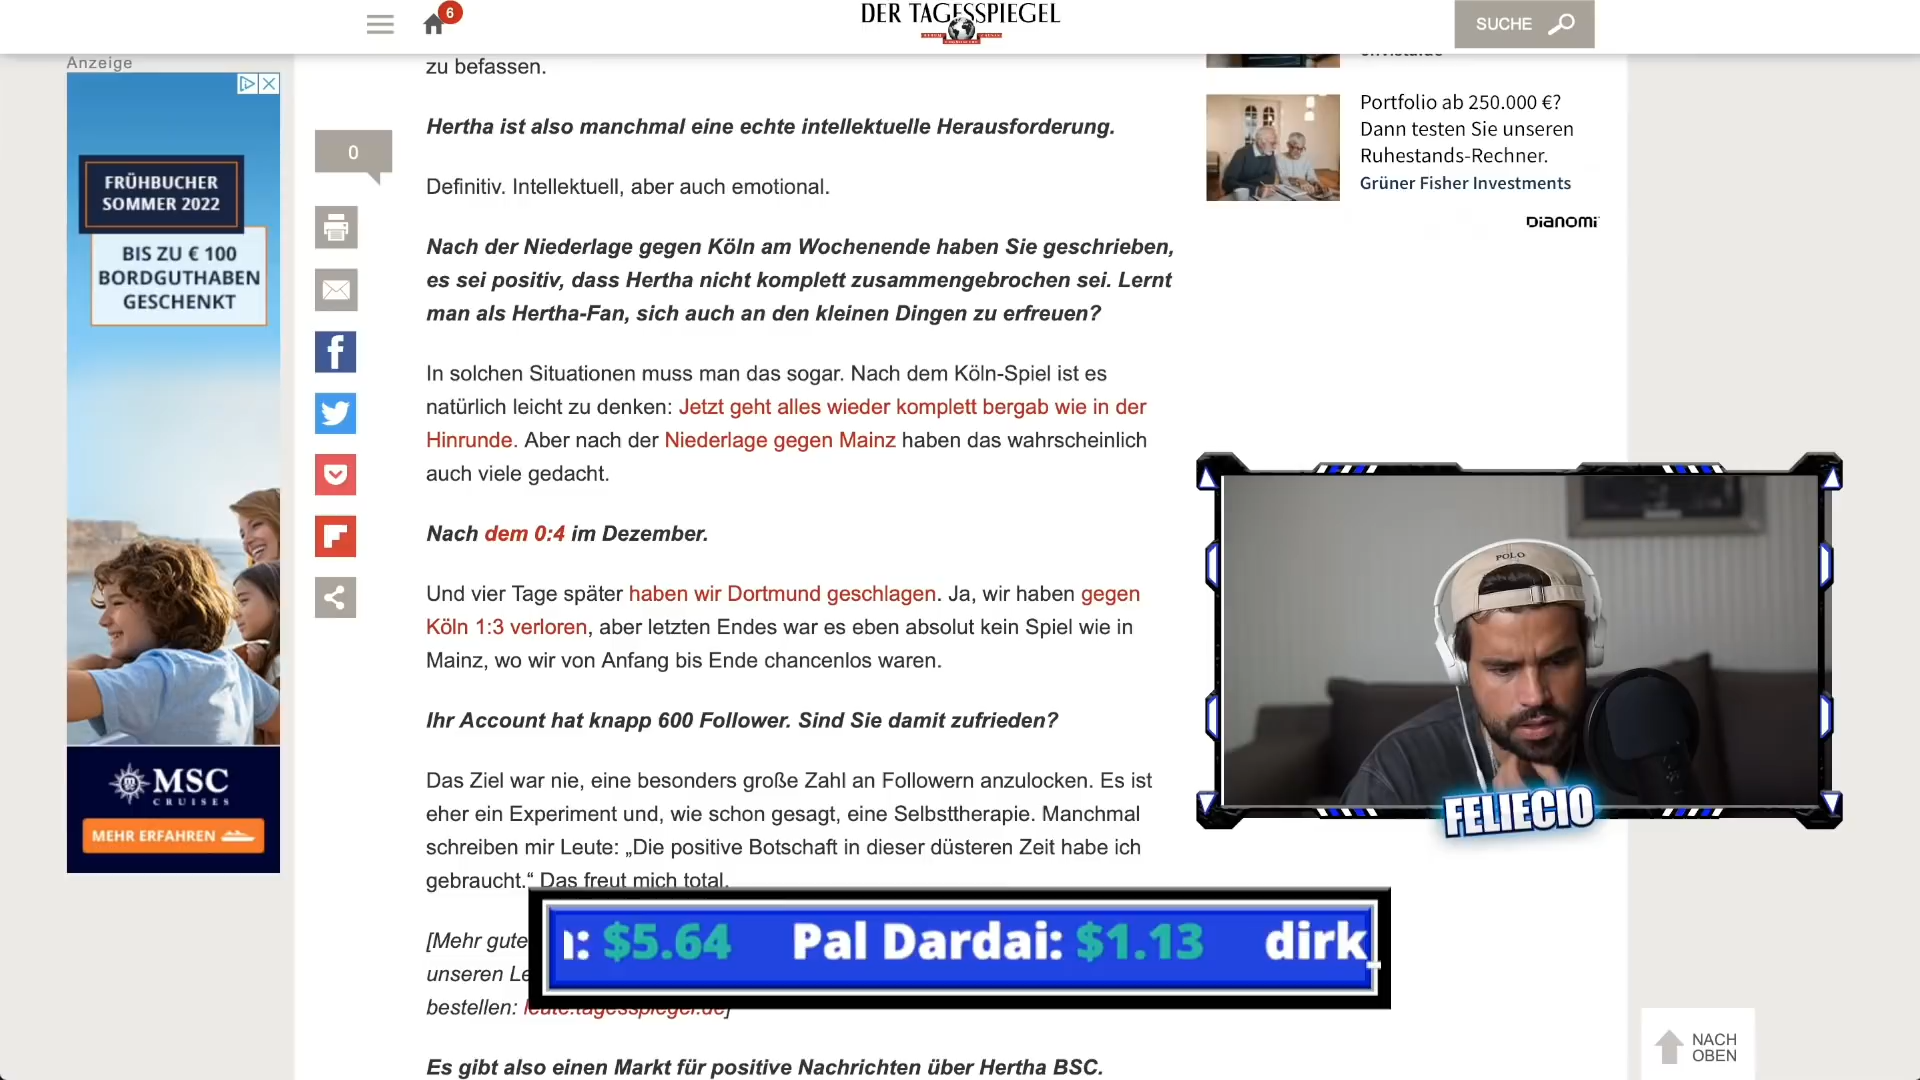 6
DER TAGESSPIEGEL
SUCHE
Anzeige
FRÜHBUCHER
SOMMER 2022
BIS ZU € 100
BORDGUTHABEN
GESCHENKT
MSC
CRUISES
MEHR ERFAHREN
0
zu befassen.
Hertha ist also manchmal eine echte intellektuelle Herausforderung.
Definitiv. Intellektuell, aber auch emotional.
Nach der Niederlage gegen Köln am Wochenende haben Sie geschrieben,
es sei positiv, dass Hertha nicht komplett zusammengebrochen sei. Lernt
man als Hertha-Fan, sich auch an den kleinen Dingen zu erfreuen?
In solchen Situationen muss man das sogar. Nach dem Köln-Spiel ist es
natürlich leicht zu denken: Jetzt geht alles wieder komplett bergab wie in der
Hinrunde. Aber nach der Niederlage gegen Mainz haben das wahrscheinlich
auch viele gedacht.
Nach dem 0:4 im Dezember.
Und vier Tage später haben wir Dortmund geschlagen. Ja, wir haben gegen
Köln 1:3 verloren, aber letzten Endes war es eben absolut kein Spiel wie in
Mainz, wo wir von Anfang bis Ende chancenlos waren.
Ihr Account hat knapp 600 Follower. Sind Sie damit zufrieden?
Das Ziel war nie, eine besonders große Zahl an Followern anzulocken. Es ist
eher ein Experiment und, wie schon gesagt, eine Selbsttherapie. Manchmal
schreiben mir Leute: „Die positive Botschaft in dieser düsteren Zeit habe ich
gebraucht.“ Das freut mich total.
[Mehr gute
unseren Le
bestellen: leute.tagesspiegel.de]
Es gibt also einen Markt für positive Nachrichten über Hertha BSC.
Portfolio ab 250.000 €?
Dann testen Sie unseren
Ruhestands-Rechner.
Grüner Fisher Investments
DIANOMI
POLO
FELIECIO
: $5.64 Pal Dardai: $1.13 dirk_
NACH
OBEN